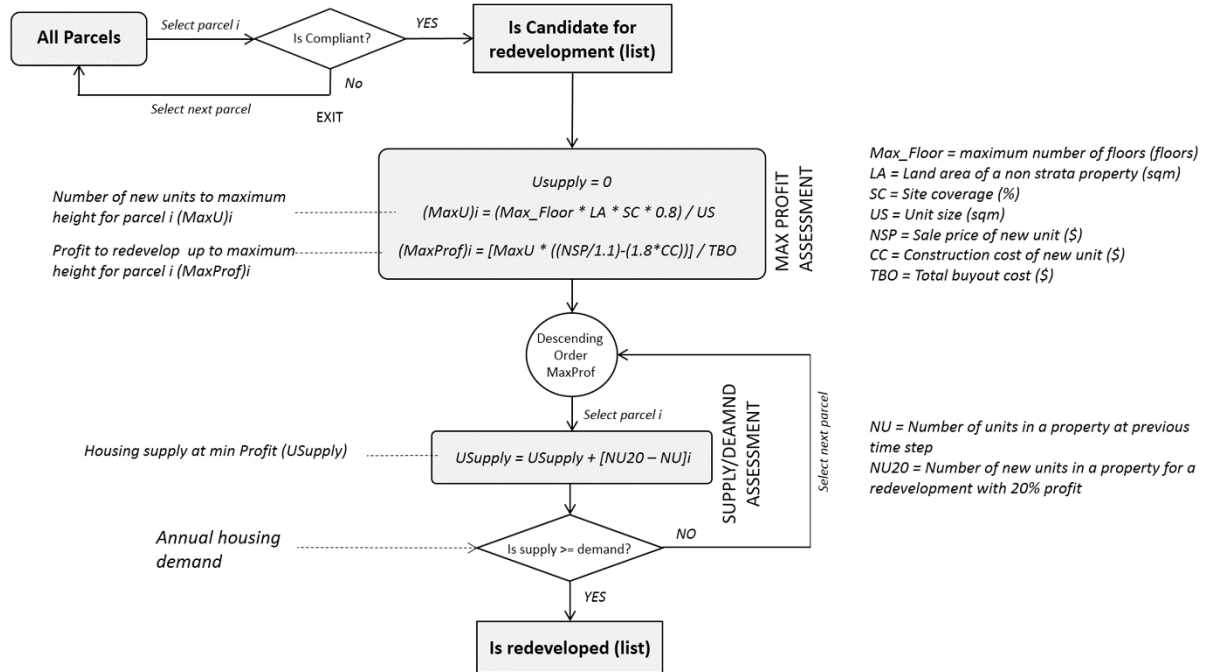 All Parcels
Select parcel i
Is Compliant?
YES
Is Candidate for
redevelopment (list)
No
Select next parcel
EXIT
Number of new units to maximum
height for parcel i (MaxU)i
Profit to redevelop up to maximum
height for parcel i (MaxProf)i
Usupply = 0
(MaxU)i = (Max_Floor * LA * SC * 0.8) / US
(MaxProf)i = [MaxU * ((NSP/1.1)-(1.8*CC))] / TBO
MAX PROFIT
ASSESSMENT
Max_Floor = maximum number of floors (floors)
LA = Land area of a non strata property (sqm)
SC = Site coverage (%)
US = Unit size (sqm)
NSP = Sale price of new unit ($)
CC = Construction cost of new unit ($)
TBO = Total buyout cost ($)
Descending
Order
MaxProf
Select parcel i
Housing supply at min Profit (USupply)
USupply = USupply + [NU20 – NU]i
SUPPLY/DEAMND
ASSESSMENT
Select next parcel
NU = Number of units in a property at previous
time step
NU20 = Number of new units in a property for a
redevelopment with 20% profit
Annual housing
demand
Is supply >= demand?
NO
YES
Is redeveloped (list)